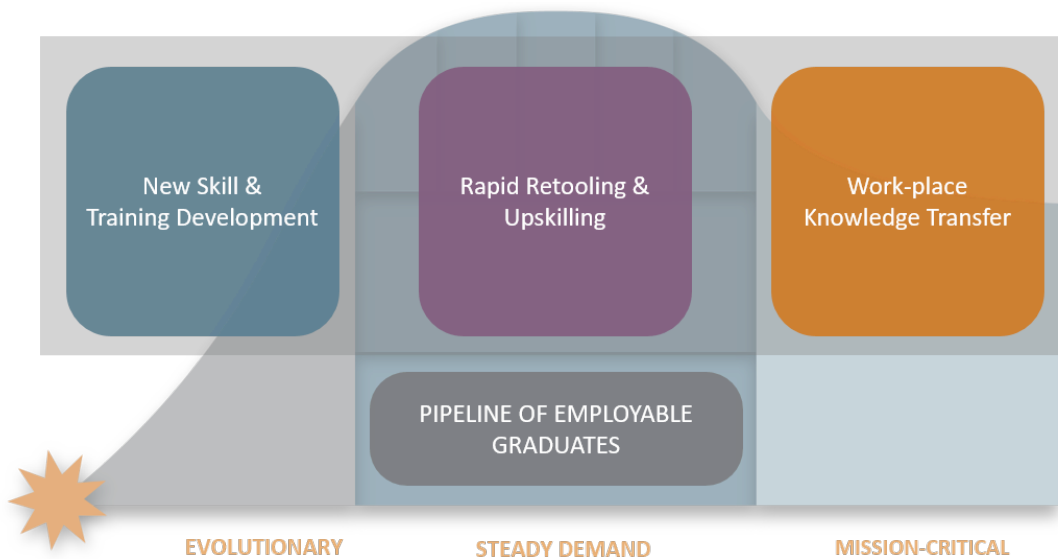 New Skill &
Training Development
Rapid Retooling &
Upskilling
Work-place
Knowledge Transfer
PIPELINE OF EMPLOYABLE
GRADUATES
EVOLUTIONARY
STEADY DEMAND
MISSION-CRITICAL